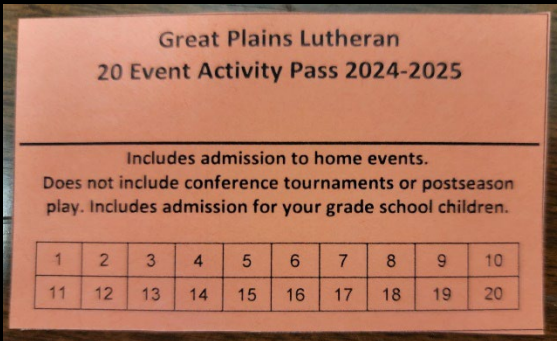 Great Plains Lutheran
20 Event Activity Pass 2024-2025
Includes admission to home events.
Does not include conference tournaments or postseason
play. Includes admission for your grade school children.
1 2 3 4 5 6 7 8 9 10
11 12 13 14 15 16 17 18 19 20